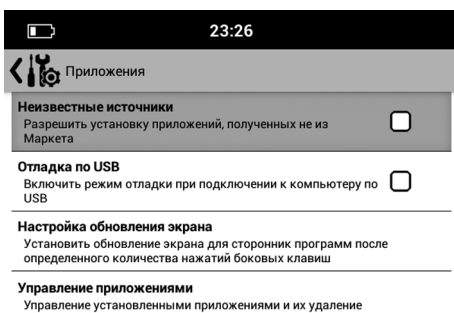 23:26
Приложения
Неизвестные источники
Разрешить установку приложений, полученных не из
Маркета
Отладка по USB
Включить режим отладки при подключении к компьютеру по
USB
Настройка обновления экрана
Установить обновление экрана для сторонник программ после
определенного количества нажатий боковых клавиш
Управление приложениями
Управление установленными приложениями и их удаление